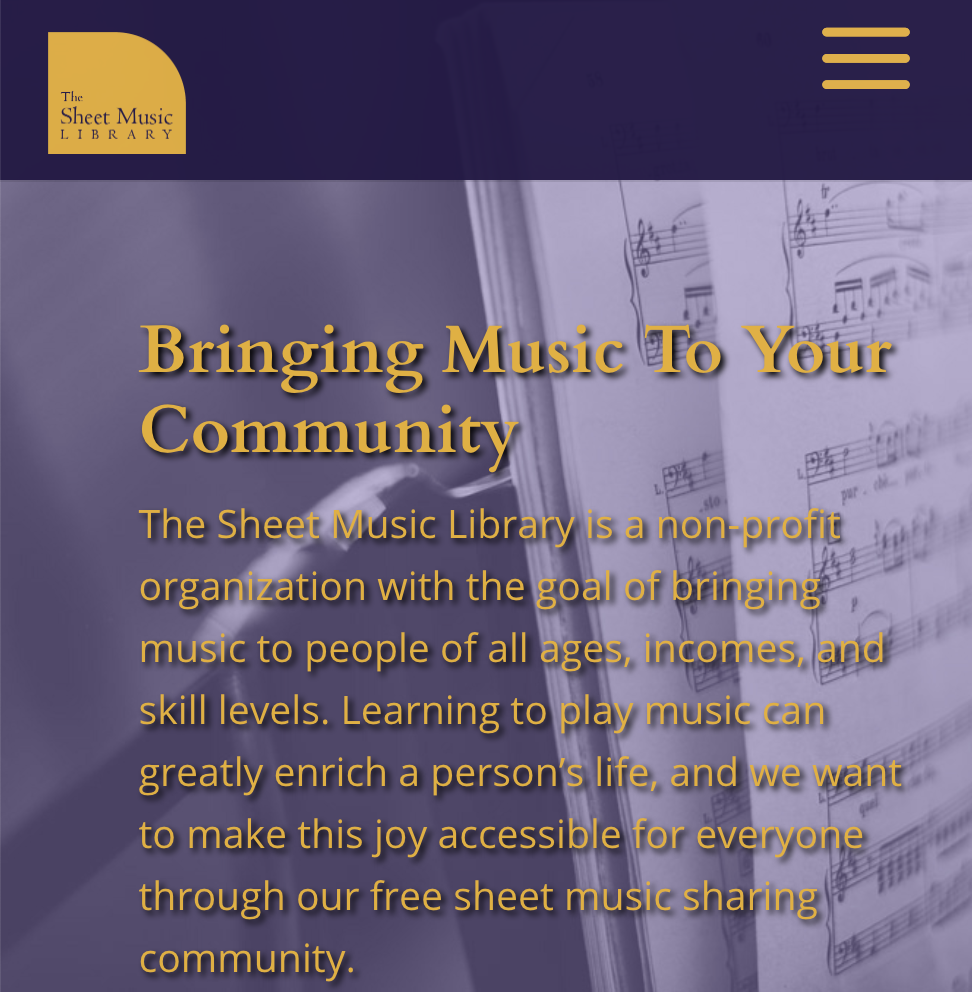 The
Sheet Music
LIBRARY
Bringing Music To Your
Community
The Sheet Music Library is a non-profit
organization with the goal of bringing
music to people of all ages, incomes, and
skill levels. Learning to play music can
greatly enrich a person’s life, and we want
to make this joy accessible for everyone
through our free sheet music sharing
community.